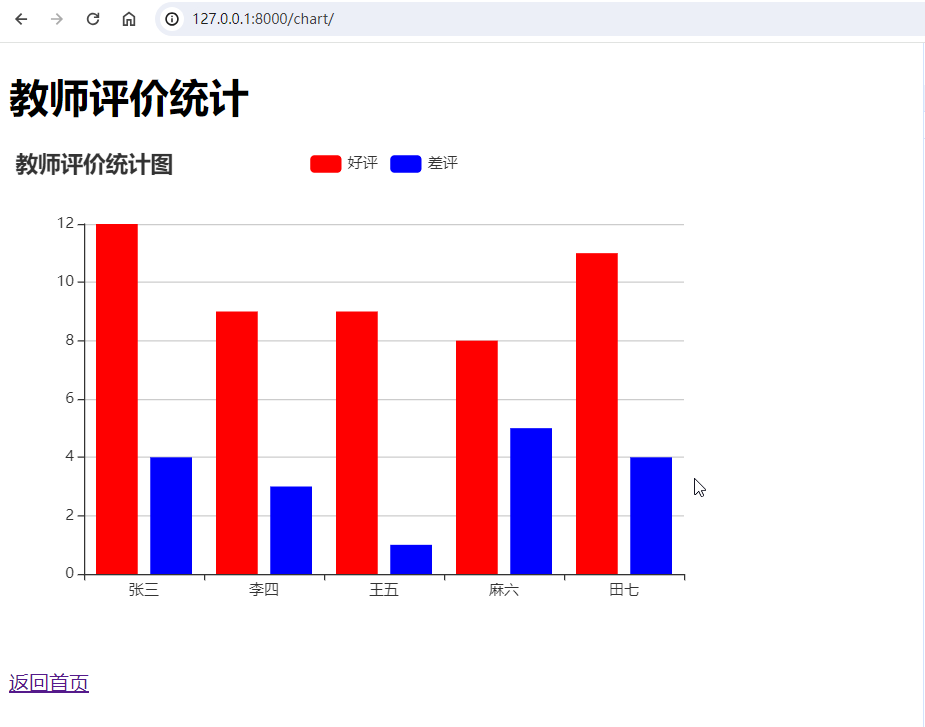 127.0.0.1:8000/chart/
教师评价统计
教师评价统计图
好评 差评
12
10
8
6
4
2
0
张三 李四 王五 麻六 田七
返回首页